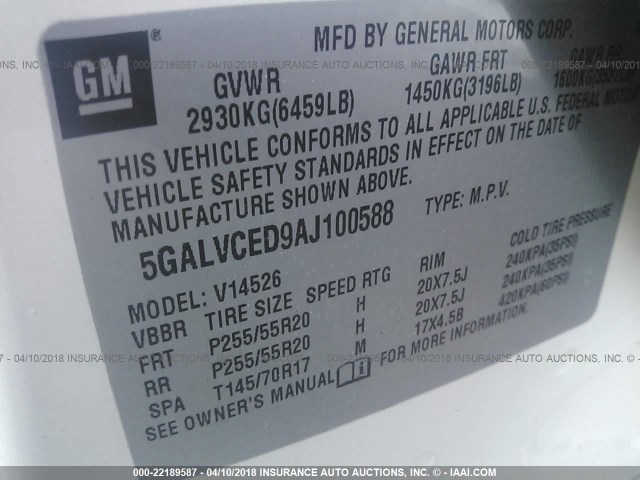 GM
®
MFD BY GENERAL MOTORS CORP.
GVWR GAWR FRT GAWR RR
2930KG(6459LB) 1450KG(3196LB)
THIS VEHICLE CONFORMS TO ALL APPLICABLE U.S. FEDERAL MOTOR
VEHICLE SAFETY STANDARDS IN EFFECT ON THE DATE OF
MANUFACTURE SHOWN ABOVE.
5GALVCED9AJ100588 TYPE: M.P.V.
MODEL: V14526
VBBR TIRE SIZE SPEED RTG RIM COLD TIRE PRESSURE
FRT P255/55R20 H 20X7.5J 240KPA(35PSI)
RR P255/55R20 H 20X7.5J 240KPA(35PSI)
SPA T145/70R17 M 17X4.5B 420KPA(60PSI)
SEE OWNER'S MANUAL FOR MORE INFORMATION.
000-22189587 - 04/10/2018 INSURANCE AUTO AUCTIONS, INC. - © IAAI.COM